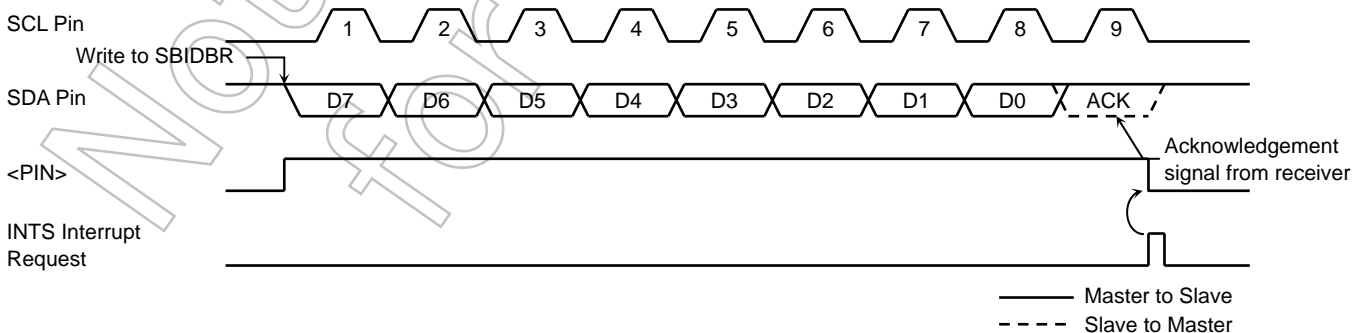 SCL Pin
1 2 3 4 5 6 7 8 9
Write to SBIDBR
SDA Pin
D7 D6 D5 D4 D3 D2 D1 D0 ACK
Acknowledgement
signal from receiver
<PIN>
INTS Interrupt
Request
Master to Slave
Slave to Master
Not
for